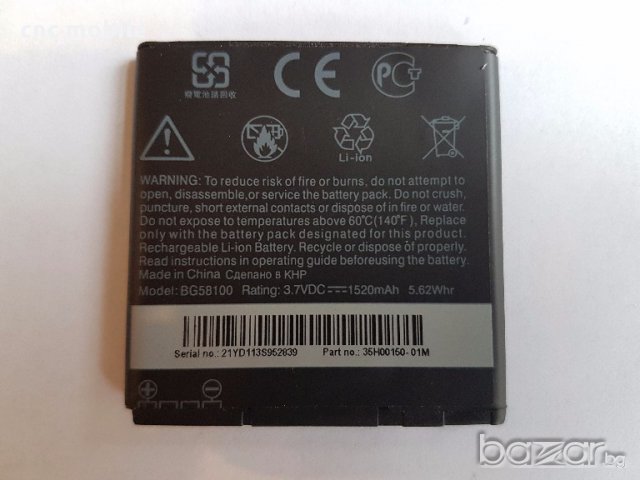 cnc-mobile
廢電池請回收
CE
PCT
Li-ion
WARNING: To reduce risk of fire or burns, do not attempt to
open, disassemble,or service the battery pack. Do not crush,
puncture, short external contacts or dispose of in fire or water.
Do not expose to temperatures above 60℃(140℉), Replace
only with the battery pack designated for this product.
Rechargeable Li-ion Battery. Recycle or dispose of properly.
Read instructions in operating guide beforeusing the battery.
Made in China Сделано в КНР
Model: BG58100 Rating: 3.7VDC⎓1520mAh 5.62Whr
Serial no.: 21YD113S952839 Part no.: 35H00150-01M
bazar.bg